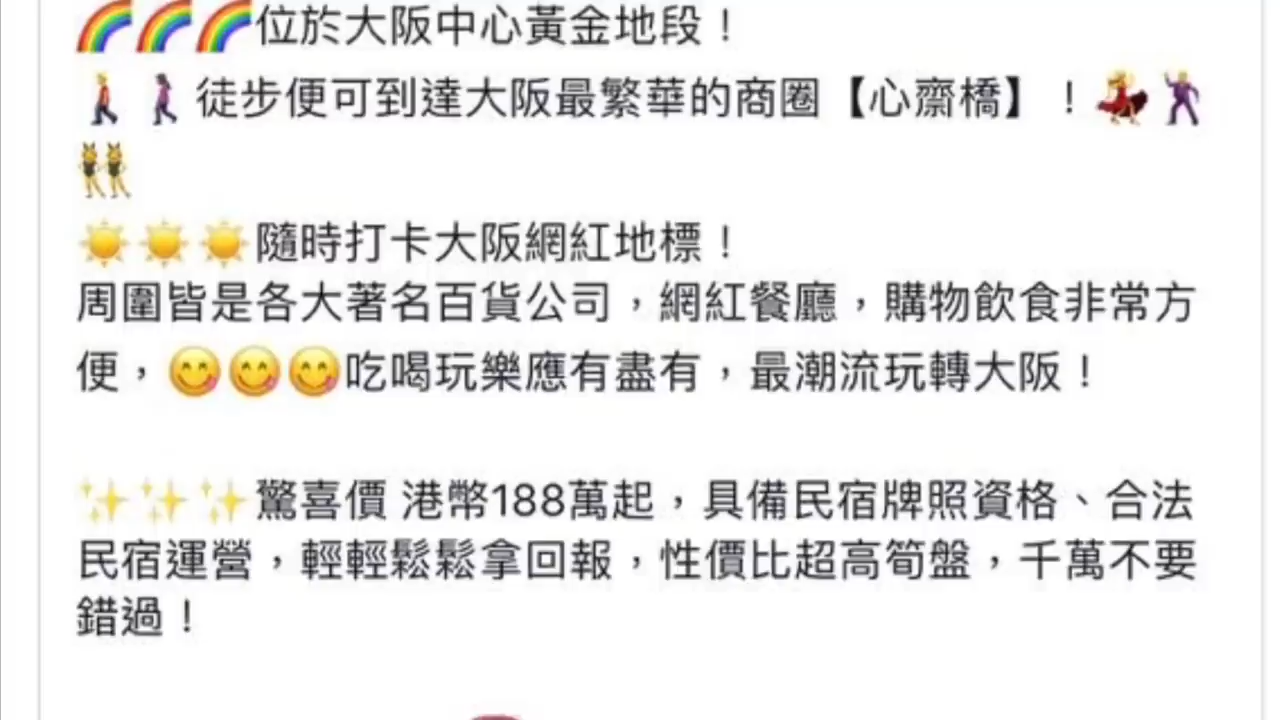 🌈🌈🌈位於大阪中心黃金地段！
🚶🚶‍♀️徒步便可到達大阪最繁華的商圈【心齋橋】！💃🕺
👯
☀️☀️☀️隨時打卡大阪網紅地標！
周圍皆是各大著名百貨公司，網紅餐廳，購物飲食非常方
便，😋😋😋吃喝玩樂應有盡有，最潮流玩轉大阪！
✨✨✨驚喜價 港幣188萬起，具備民宿牌照資格、合法
民宿運營，輕輕鬆鬆拿回報，性價比超高筍盤，千萬不要
錯過！